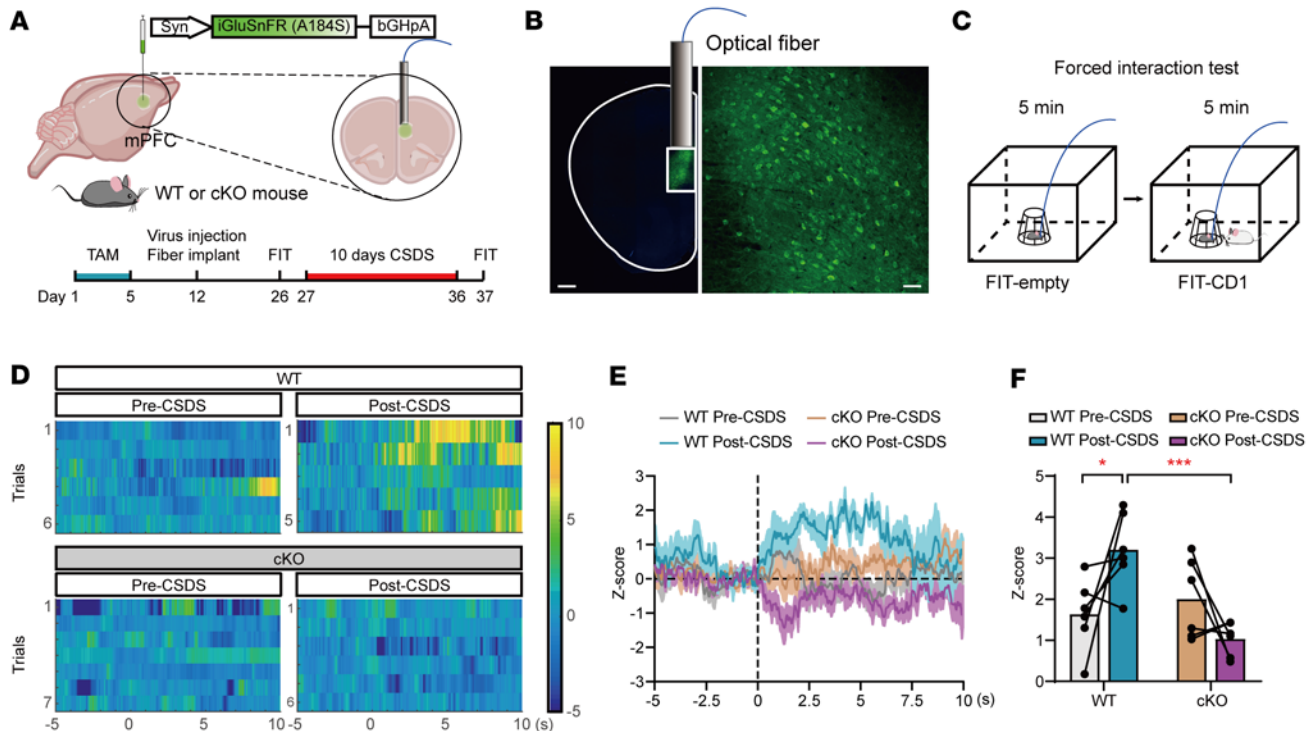 A
Syn iGluSnFR (A184S) bGHpA
mPFC
WT or cKO mouse
Virus injection
TAM Fiber implant FIT 10 days CSDS FIT
Day 1 5 12 26 27 36 37
B
Optical fiber
C
Forced interaction test
5 min 5 min
FIT-empty FIT-CD1
D
WT
Pre-CSDS Post-CSDS
1 1
Trials
6 5
cKO
Pre-CSDS Post-CSDS
1 1
Trials
7 6
-5 0 5 10 -5 0 5 10 (s)
10
5
0
-5
E
WT Pre-CSDS cKO Pre-CSDS
WT Post-CSDS cKO Post-CSDS
Z-score
3
2
1
0
-1
-2
-3
-5 -2.5 0 2.5 5 7.5 10 (s)
F
WT Pre-CSDS cKO Pre-CSDS
WT Post-CSDS cKO Post-CSDS
* ***
Z-score
5
4
3
2
1
0
WT cKO